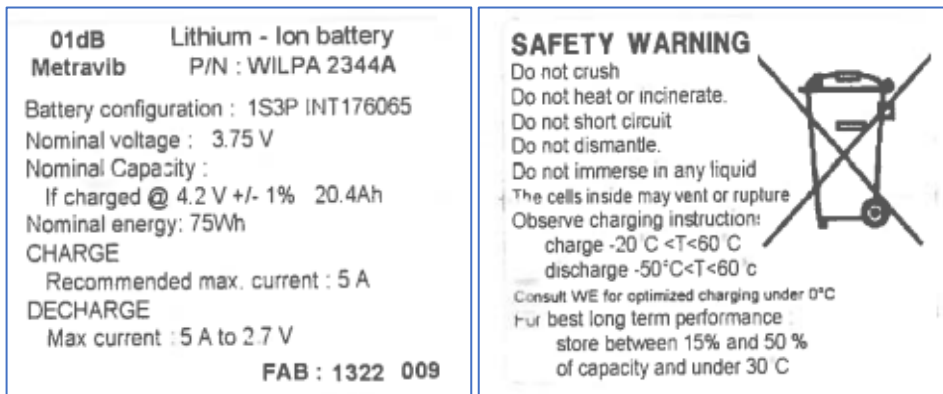 01dB Lithium - Ion battery
Metravib P/N : WILPA 2344A
Battery configuration : 1S3P INT176065
Nominal voltage : 3.75 V
Nominal Capacity :
If charged @ 4.2 V +/- 1% 20.4Ah
Nominal energy: 75Wh
CHARGE
Recommended max. current : 5 A
DECHARGE
Max current : 5 A to 2.7 V
FAB : 1322 009
SAFETY WARNING
Do not crush
Do not heat or incinerate.
Do not short circuit
Do not dismantle.
Do not immerse in any liquid
The cells inside may vent or rupture
Observe charging instructions
charge -20°C <T<60°C
discharge -50°C<T<60°c
Consult WE for optimized charging under 0°C
For best long term performance :
store between 15% and 50 %
of capacity and under 30°C